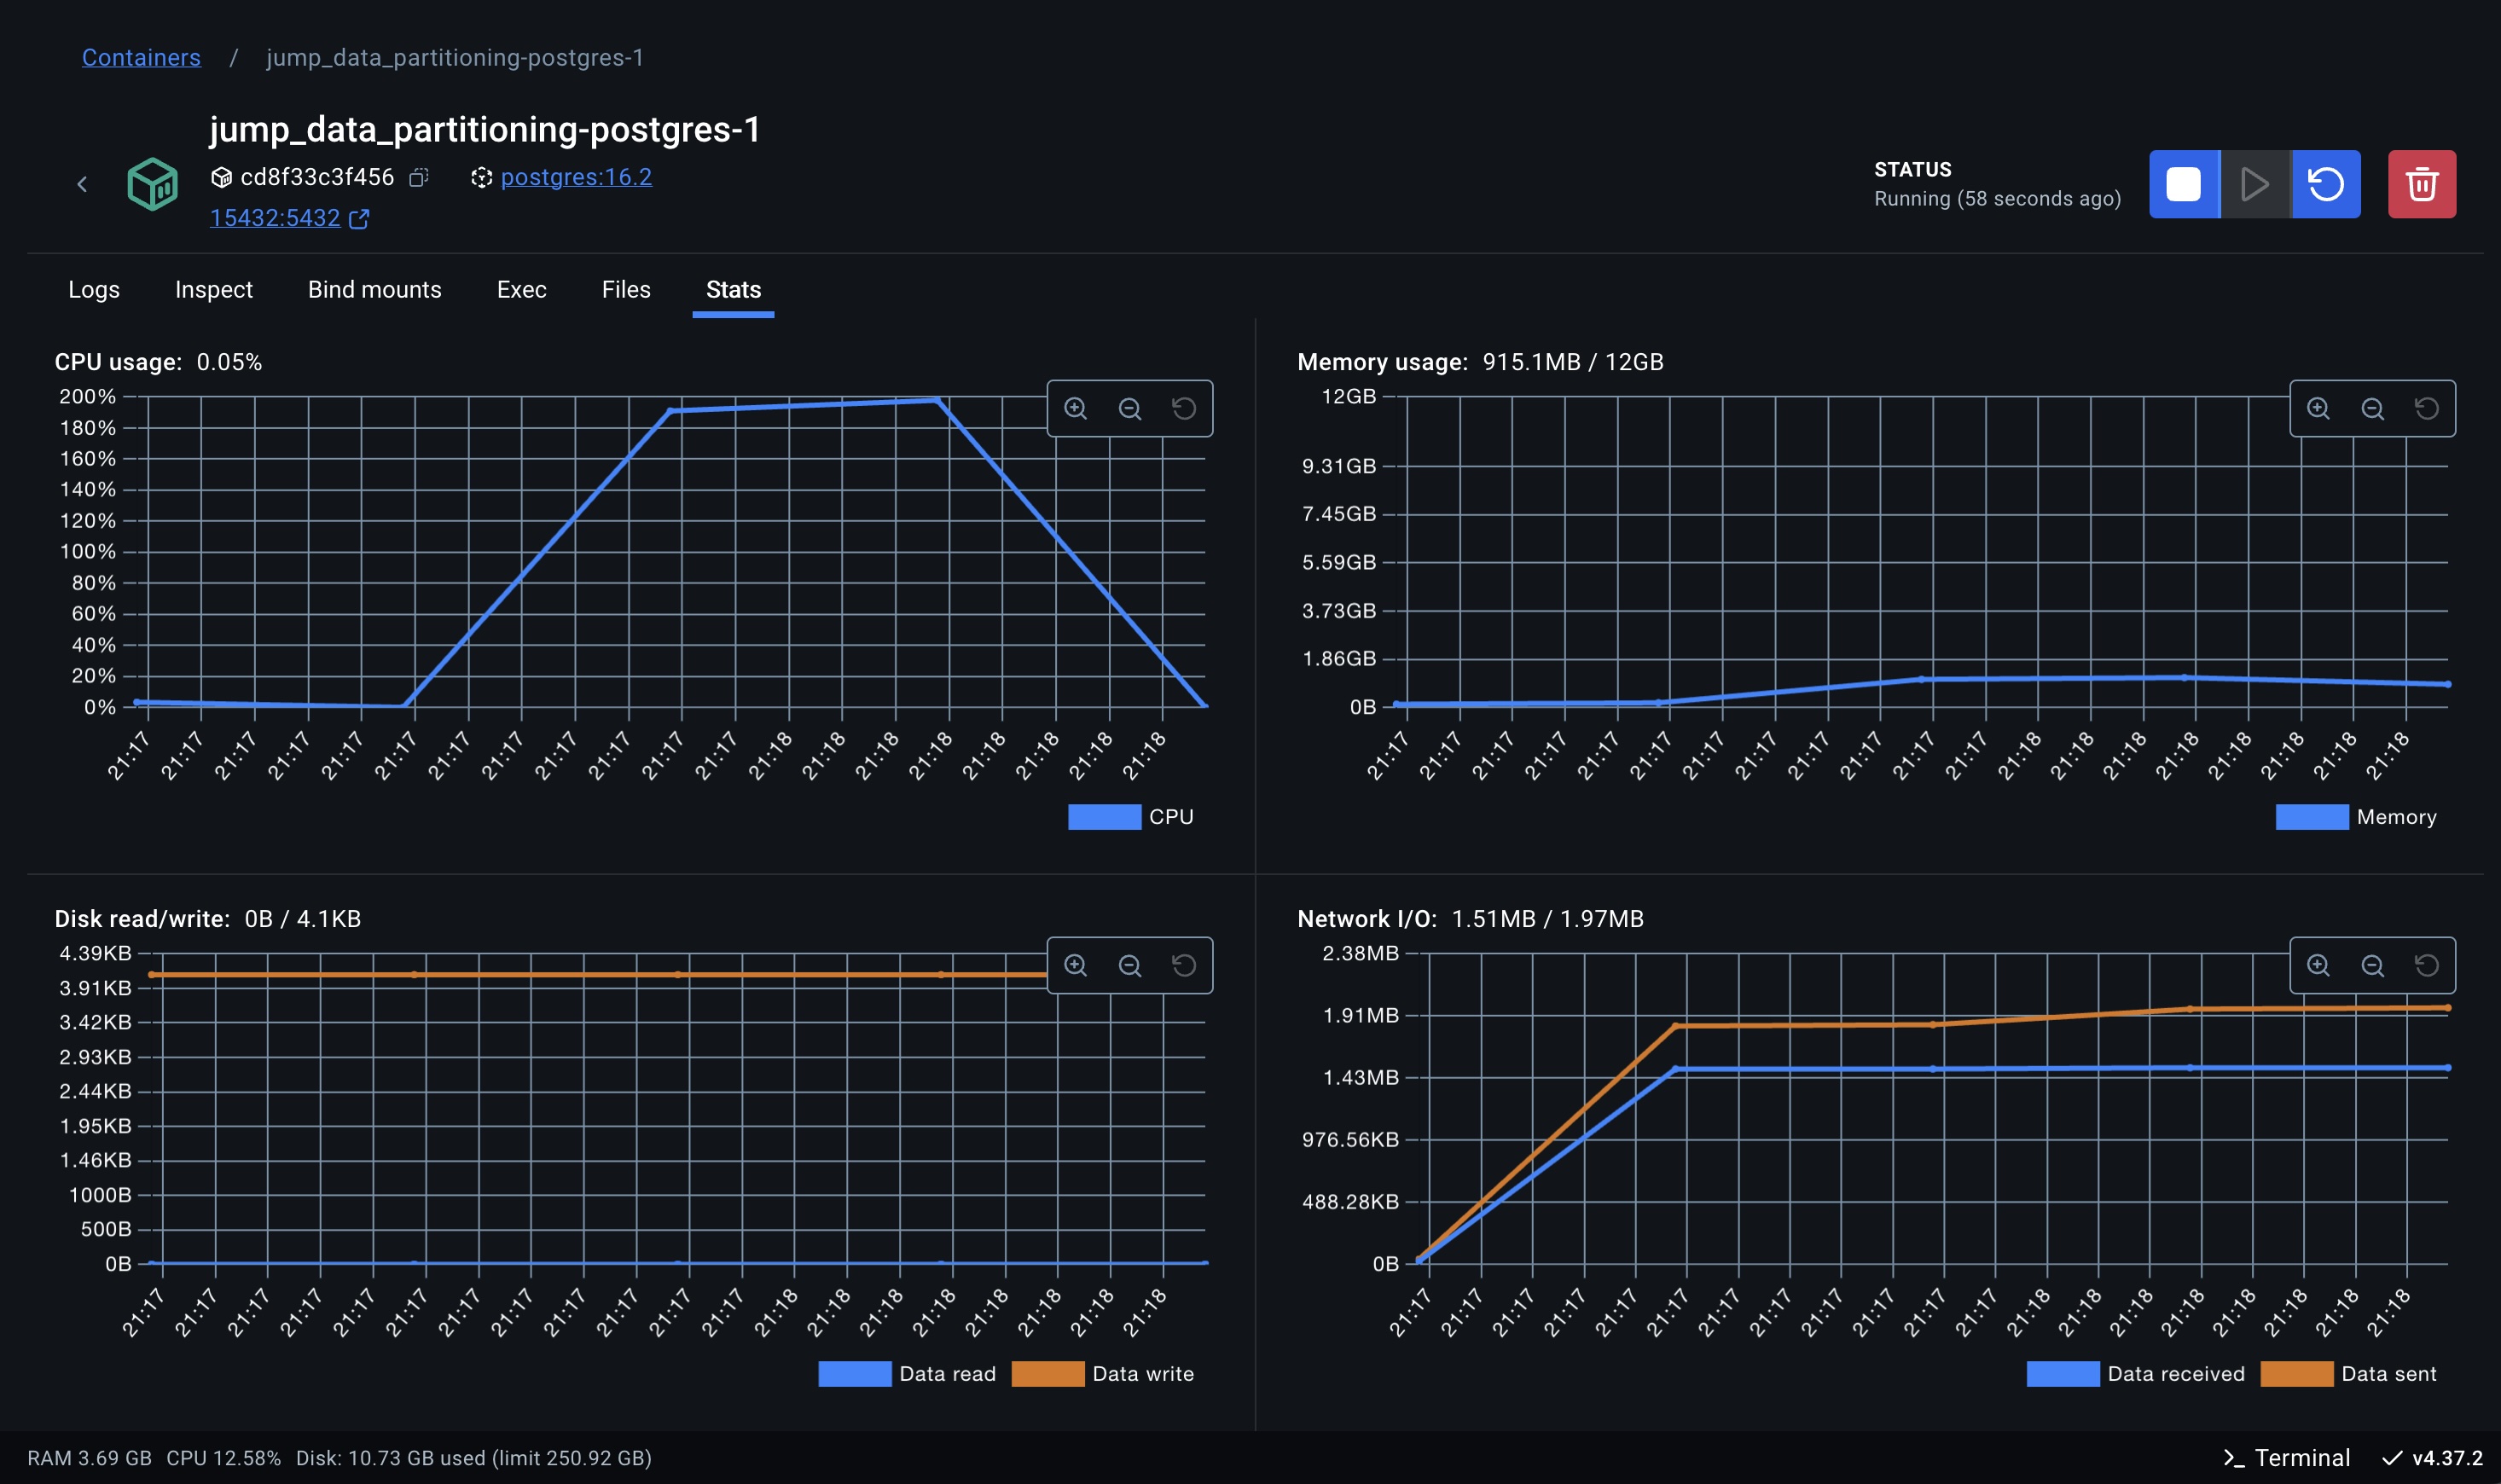 Containers / jump_data_partitioning-postgres-1
jump_data_partitioning-postgres-1
cd8f33c3f456 postgres:16.2
15432:5432
STATUS
Running (58 seconds ago)
Logs Inspect Bind mounts Exec Files Stats
CPU usage: 0.05%
200%
180%
160%
140%
120%
100%
80%
60%
40%
20%
0%
21:17 21:17 21:17 21:17 21:17 21:17 21:17 21:17 21:17 21:17 21:17 21:17 21:18 21:18 21:18 21:18 21:18 21:18 21:18 21:18
CPU
Memory usage: 915.1MB / 12GB
12GB
9.31GB
7.45GB
5.59GB
3.73GB
1.86GB
0B
21:17 21:17 21:17 21:17 21:17 21:17 21:17 21:17 21:17 21:17 21:17 21:17 21:18 21:18 21:18 21:18 21:18 21:18 21:18 21:18
Memory
Disk read/write: 0B / 4.1KB
4.39KB
3.91KB
3.42KB
2.93KB
2.44KB
1.95KB
1.46KB
1000B
500B
0B
21:17 21:17 21:17 21:17 21:17 21:17 21:17 21:17 21:17 21:17 21:17 21:17 21:18 21:18 21:18 21:18 21:18 21:18 21:18 21:18
Data read Data write
Network I/O: 1.51MB / 1.97MB
2.38MB
1.91MB
1.43MB
976.56KB
488.28KB
0B
21:17 21:17 21:17 21:17 21:17 21:17 21:17 21:17 21:17 21:17 21:17 21:17 21:18 21:18 21:18 21:18 21:18 21:18 21:18 21:18
Data received Data sent
RAM 3.69 GB CPU 12.58% Disk: 10.73 GB used (limit 250.92 GB)
Terminal v4.37.2